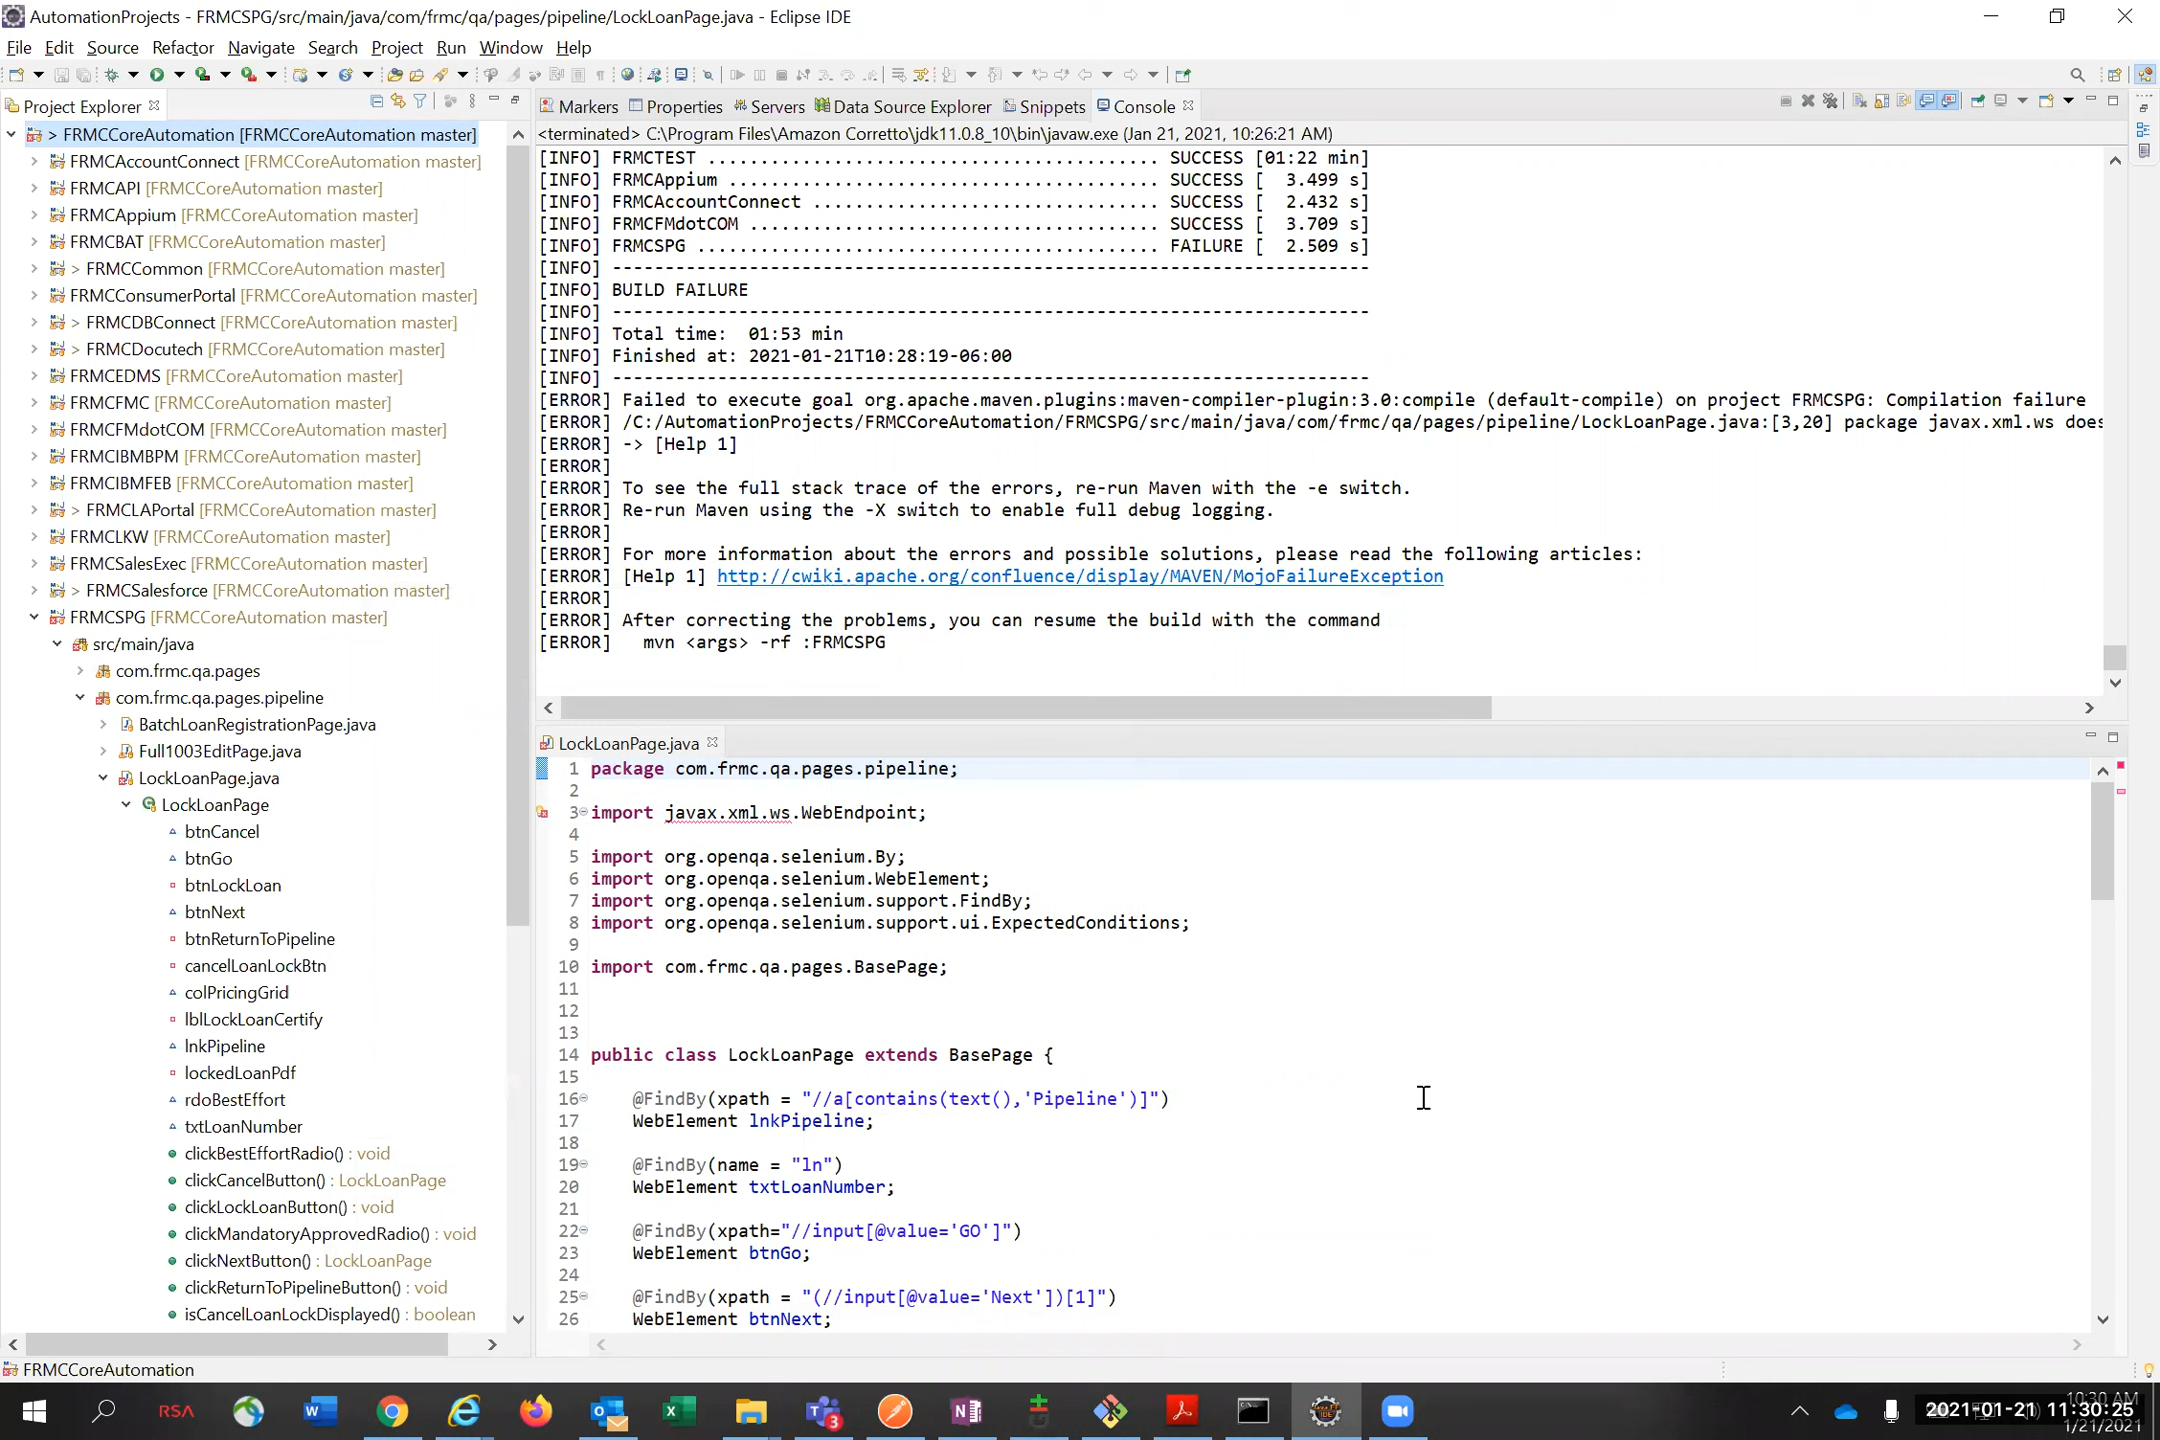 AutomationProjects - FRMCSPG/src/main/java/com/frmc/qa/pages/pipeline/LockLoanPage.java - Eclipse IDE
File Edit Source Refactor Navigate Search Project Run Window Help
Project Explorer
> FRMCCoreAutomation [FRMCCoreAutomation master]
FRMCAccountConnect [FRMCCoreAutomation master]
FRMCAPI [FRMCCoreAutomation master]
FRMCAppium [FRMCCoreAutomation master]
FRMCBAT [FRMCCoreAutomation master]
> FRMCCommon [FRMCCoreAutomation master]
FRMCConsumerPortal [FRMCCoreAutomation master]
> FRMCDBConnect [FRMCCoreAutomation master]
> FRMCDocutech [FRMCCoreAutomation master]
FRMCEDMS [FRMCCoreAutomation master]
FRMCFMC [FRMCCoreAutomation master]
FRMCFMdotCOM [FRMCCoreAutomation master]
FRMCIBMBPM [FRMCCoreAutomation master]
FRMCIBMFEB [FRMCCoreAutomation master]
> FRMCLAPortal [FRMCCoreAutomation master]
FRMCLKW [FRMCCoreAutomation master]
FRMCSalesExec [FRMCCoreAutomation master]
> FRMCSalesforce [FRMCCoreAutomation master]
FRMCSPG [FRMCCoreAutomation master]
src/main/java
com.frmc.qa.pages
com.frmc.qa.pages.pipeline
BatchLoanRegistrationPage.java
Full1003EditPage.java
LockLoanPage.java
LockLoanPage
btnCancel
btnGo
btnLockLoan
btnNext
btnReturnToPipeline
cancelLoanLockBtn
colPricingGrid
lblLockLoanCertify
lnkPipeline
lockedLoanPdf
rdoBestEffort
txtLoanNumber
clickBestEffortRadio() : void
clickCancelButton() : LockLoanPage
clickLockLoanButton() : void
clickMandatoryApprovedRadio() : void
clickNextButton() : LockLoanPage
clickReturnToPipelineButton() : void
isCancelLoanLockDisplayed() : boolean
Markers Properties Servers Data Source Explorer Snippets Console
<terminated> C:\Program Files\Amazon Corretto\jdk11.0.8_10\bin\javaw.exe (Jan 21, 2021, 10:26:21 AM)
[INFO] FRMCTEST ......................................... SUCCESS [01:22 min]
[INFO] FRMCAppium ....................................... SUCCESS [  3.499 s]
[INFO] FRMCAccountConnect ............................... SUCCESS [  2.432 s]
[INFO] FRMCFMdotCOM ..................................... SUCCESS [  3.709 s]
[INFO] FRMCSPG .......................................... FAILURE [  2.509 s]
[INFO] ------------------------------------------------------------------------
[INFO] BUILD FAILURE
[INFO] ------------------------------------------------------------------------
[INFO] Total time:  01:53 min
[INFO] Finished at: 2021-01-21T10:28:19-06:00
[INFO] ------------------------------------------------------------------------
[ERROR] Failed to execute goal org.apache.maven.plugins:maven-compiler-plugin:3.0:compile (default-compile) on project FRMCSPG: Compilation failure
[ERROR] /C:/AutomationProjects/FRMCCoreAutomation/FRMCSPG/src/main/java/com/frmc/qa/pages/pipeline/LockLoanPage.java:[3,20] package javax.xml.ws does
[ERROR] -> [Help 1]
[ERROR]
[ERROR] To see the full stack trace of the errors, re-run Maven with the -e switch.
[ERROR] Re-run Maven using the -X switch to enable full debug logging.
[ERROR]
[ERROR] For more information about the errors and possible solutions, please read the following articles:
[ERROR] [Help 1] http://cwiki.apache.org/confluence/display/MAVEN/MojoFailureException
[ERROR]
[ERROR] After correcting the problems, you can resume the build with the command
[ERROR]   mvn <args> -rf :FRMCSPG
LockLoanPage.java
1 package com.frmc.qa.pages.pipeline;
2
3 import javax.xml.ws.WebEndpoint;
4
5 import org.openqa.selenium.By;
6 import org.openqa.selenium.WebElement;
7 import org.openqa.selenium.support.FindBy;
8 import org.openqa.selenium.support.ui.ExpectedConditions;
9
10 import com.frmc.qa.pages.BasePage;
11
12
13
14 public class LockLoanPage extends BasePage {
15
16 @FindBy(xpath = "//a[contains(text(),'Pipeline')]")
17 WebElement lnkPipeline;
18
19 @FindBy(name = "ln")
20 WebElement txtLoanNumber;
21
22 @FindBy(xpath="//input[@value='GO']")
23 WebElement btnGo;
24
25 @FindBy(xpath = "(//input[@value='Next'])[1]")
26 WebElement btnNext;
FRMCCoreAutomation
RSA
3
10:30 AM
2021-01-21 11:30:25
1/21/2021